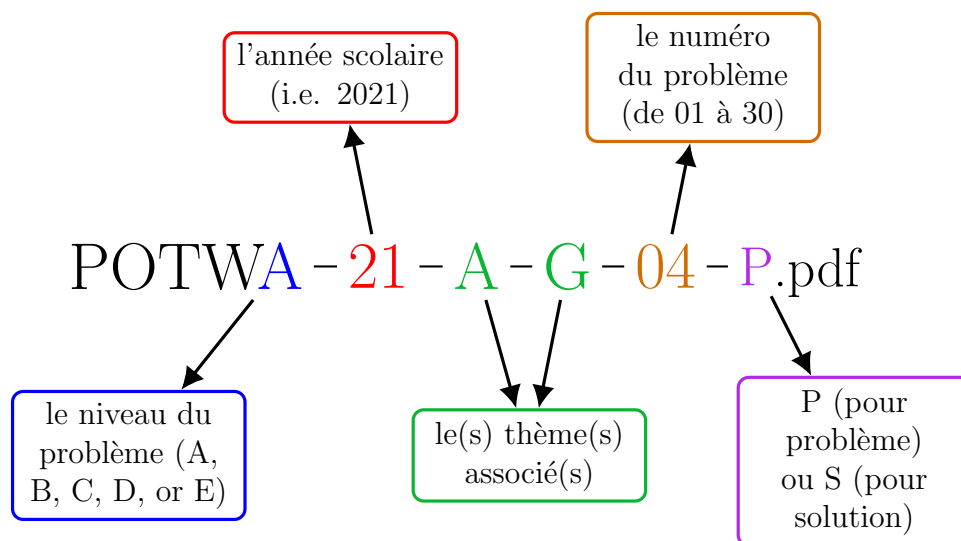 l'année scolaire
(i.e. 2021)
le numéro
du problème
(de 01 à 30)
POTWA – 21 – A – G – 04 – P.pdf
le niveau du
problème (A,
B, C, D, or E)
le(s) thème(s)
associé(s)
P (pour
problème)
ou S (pour
solution)